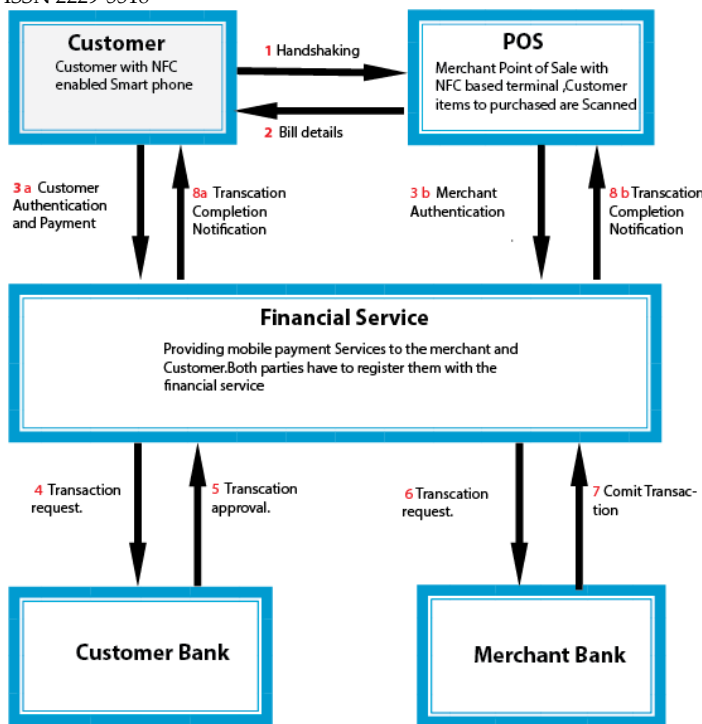 ISSN 2229-5518
Customer
Customer with NFC
enabled Smart phone
1 Handshaking
2 Bill details
POS
Merchant Point of Sale with
NFC based terminal ,Customer
items to purchased are Scanned
3 a Customer
Authentication
and Payment
8a Transcation
Completion
Notification
3 b Merchant
Authentication
8 b Transcation
Completion
Notification
Financial Service
Providing mobile payment Services to the merchant and
Customer.Both parties have to register them with the
financial service
4 Transaction
request.
5 Transcation
approval.
6 Transcation
request.
7 Comit Transac-
tion
Customer Bank
Merchant Bank